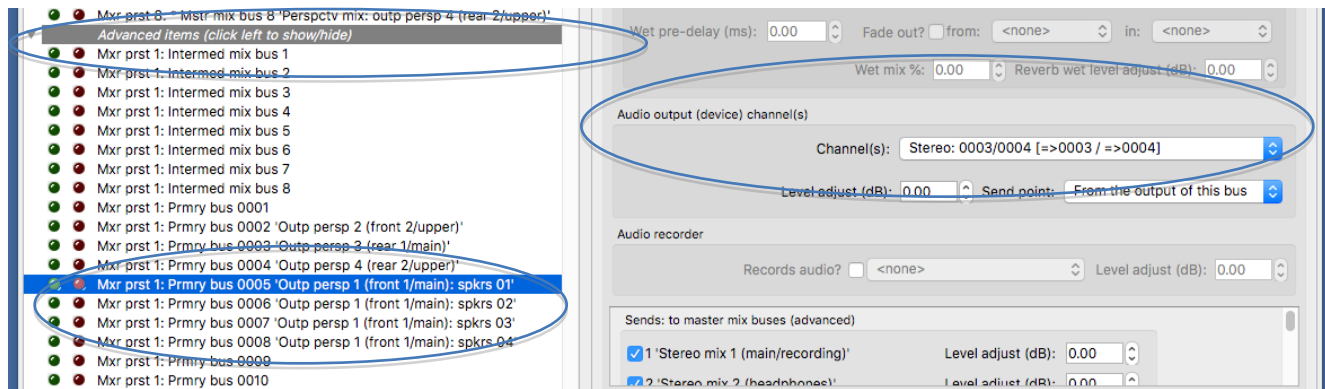 Mxr prst 8: * Mstr mix bus 8 'Perspctv mix: outp persp 4 (rear 2/upper)'
Advanced items (click left to show/hide)
Mxr prst 1: Intermed mix bus 1
Mxr prst 1: Intermed mix bus 2
Mxr prst 1: Intermed mix bus 3
Mxr prst 1: Intermed mix bus 4
Mxr prst 1: Intermed mix bus 5
Mxr prst 1: Intermed mix bus 6
Mxr prst 1: Intermed mix bus 7
Mxr prst 1: Intermed mix bus 8
Mxr prst 1: Prmry bus 0001
Mxr prst 1: Prmry bus 0002 'Outp persp 2 (front 2/upper)'
Mxr prst 1: Prmry bus 0003 'Outp persp 3 (rear 1/main)'
Mxr prst 1: Prmry bus 0004 'Outp persp 4 (rear 2/upper)'
Mxr prst 1: Prmry bus 0005 'Outp persp 1 (front 1/main): spkrs 01'
Mxr prst 1: Prmry bus 0006 'Outp persp 1 (front 1/main): spkrs 02'
Mxr prst 1: Prmry bus 0007 'Outp persp 1 (front 1/main): spkrs 03'
Mxr prst 1: Prmry bus 0008 'Outp persp 1 (front 1/main): spkrs 04'
Mxr prst 1: Prmry bus 0009
Mxr prst 1: Prmry bus 0010
Wet pre-delay (ms): 0.00 Fade out? from: <none> in: <none>
Wet mix %: 0.00 Reverb wet level adjust (dB): 0.00
Audio output (device) channel(s)
Channel(s): Stereo: 0003/0004 [=>0003 / =>0004]
Level adjust (dB): 0.00 Send point: From the output of this bus
Audio recorder
Records audio? <none> Level adjust (dB): 0.00
Sends: to master mix buses (advanced)
1 'Stereo mix 1 (main/recording)' Level adjust (dB): 0.00
2 'Stereo mix 2 (headphones)' Level adjust (dB): 0.00